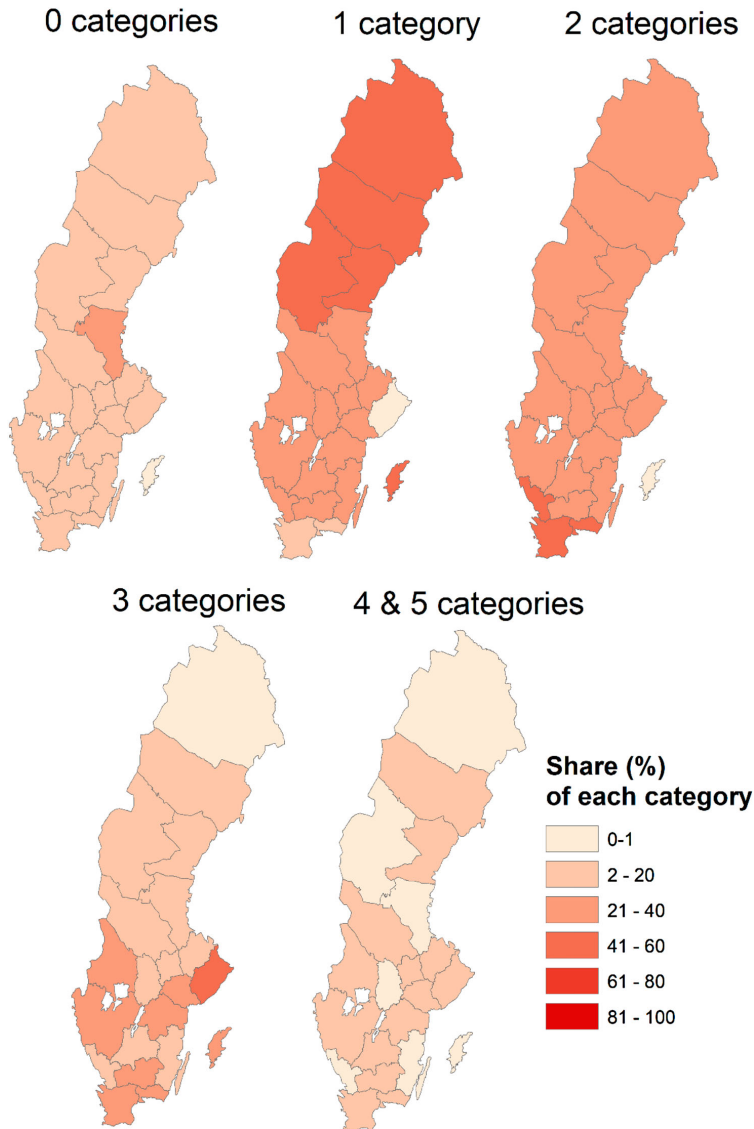 0 categories
1 category
2 categories
3 categories
4 & 5 categories
Share (%)
of each category
0-1
2 - 20
21 - 40
41 - 60
61 - 80
81 - 100